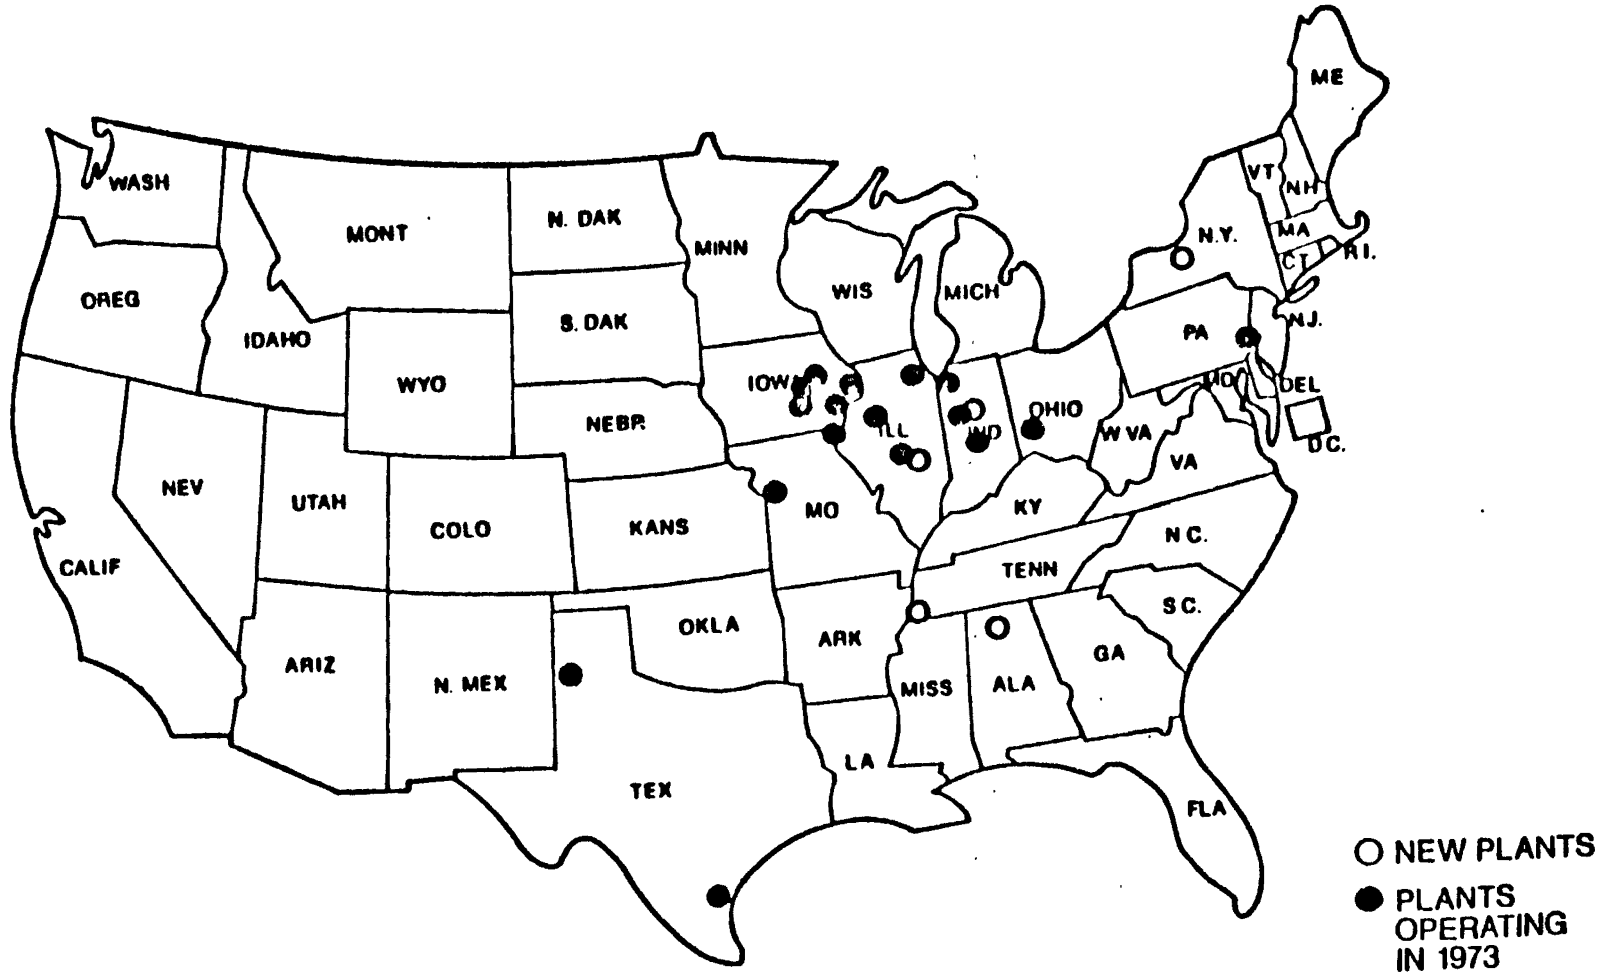 ME
WASH
MONT
N. DAK
MINN
VT
NH
N.Y.
MA
R I.
CT
OREG
IDAHO
S. DAK
WIS
MICH
WYO
IOWA
PA
N.J.
NEBR.
ILL
IND
OHIO
MD
DEL
W VA
VA
D C.
NEV
UTAH
COLO
KANS
MO
KY
CALIF
TENN
N C.
S C.
ARIZ
N. MEX
OKLA
ARK
MISS
ALA
GA
TEX
LA
FLA
NEW PLANTS
PLANTS
OPERATING
IN 1973